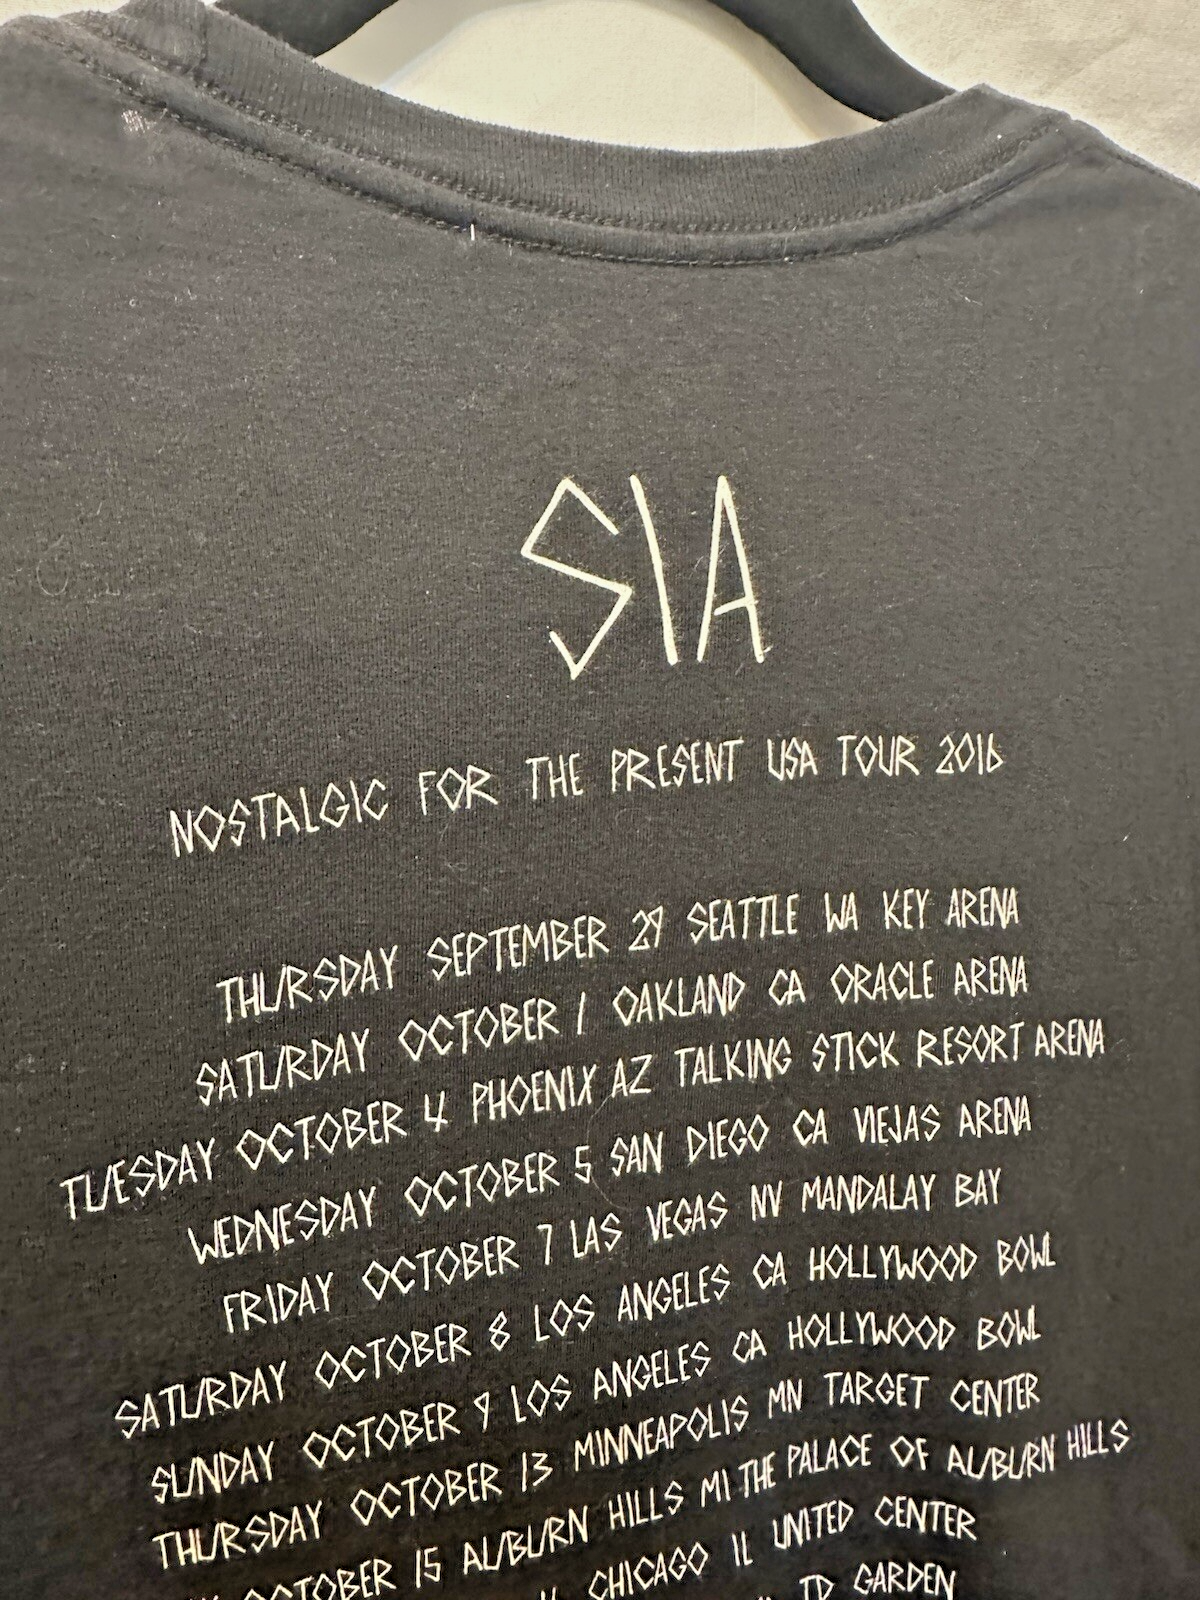 SIA
NOSTALGIC FOR THE PRESENT USA TOUR 2016
THURSDAY SEPTEMBER 29 SEATTLE WA KEY ARENA
SATURDAY OCTOBER 1 OAKLAND CA ORACLE ARENA
TUESDAY OCTOBER 4 PHOENIX AZ TALKING STICK RESORT ARENA
WEDNESDAY OCTOBER 5 SAN DIEGO CA VIEJAS ARENA
FRIDAY OCTOBER 7 LAS VEGAS NV MANDALAY BAY
SATURDAY OCTOBER 8 LOS ANGELES CA HOLLYWOOD BOWL
SUNDAY OCTOBER 9 LOS ANGELES CA HOLLYWOOD BOWL
THURSDAY OCTOBER 13 MINNEAPOLIS MN TARGET CENTER
OCTOBER 15 AUBURN HILLS MI THE PALACE OF AUBURN HILLS
CHICAGO IL UNITED CENTER
TD GARDEN